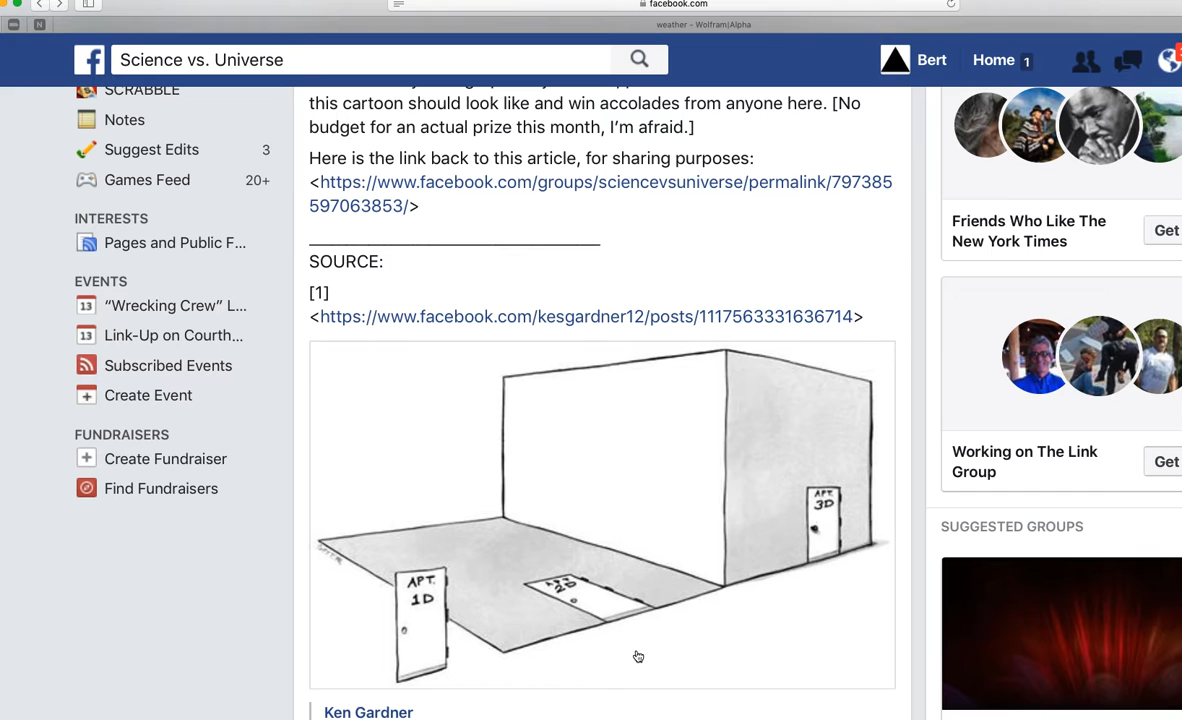 facebook.com
weather – Wolfram|Alpha
Science vs. Universe
Bert
Home 1
SCRABBLE
Notes
Suggest Edits 3
Games Feed 20+
INTERESTS
Pages and Public F...
EVENTS
13 “Wrecking Crew” L...
13 Link-Up on Courth...
Subscribed Events
Create Event
FUNDRAISERS
Create Fundraiser
Find Fundraisers
this cartoon should look like and win accolades from anyone here. [No
budget for an actual prize this month, I’m afraid.]
Here is the link back to this article, for sharing purposes:
<https://www.facebook.com/groups/sciencevsuniverse/permalink/797385
597063853/>
SOURCE:
[1]
<https://www.facebook.com/kesgardner12/posts/1117563331636714>
APT.
3D
APT.
2D
APT.
1D
Ken Gardner
Friends Who Like The
New York Times
Get
Working on The Link
Group
Get
SUGGESTED GROUPS